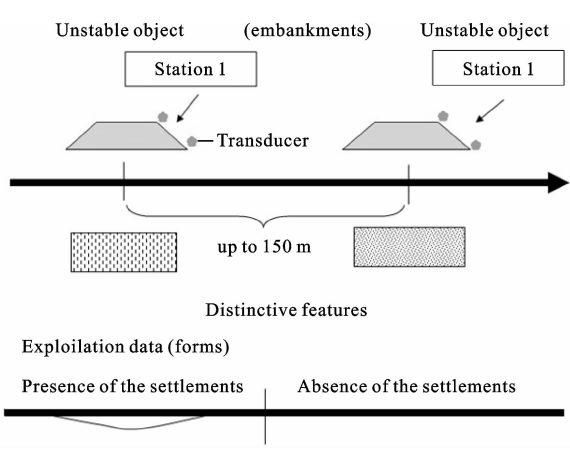 Unstable object (embankments) Unstable object
Station 1 Station 1
Transducer
up to 150 m
Distinctive features
Exploilation data (forms)
Presence of the settlements Absence of the settlements